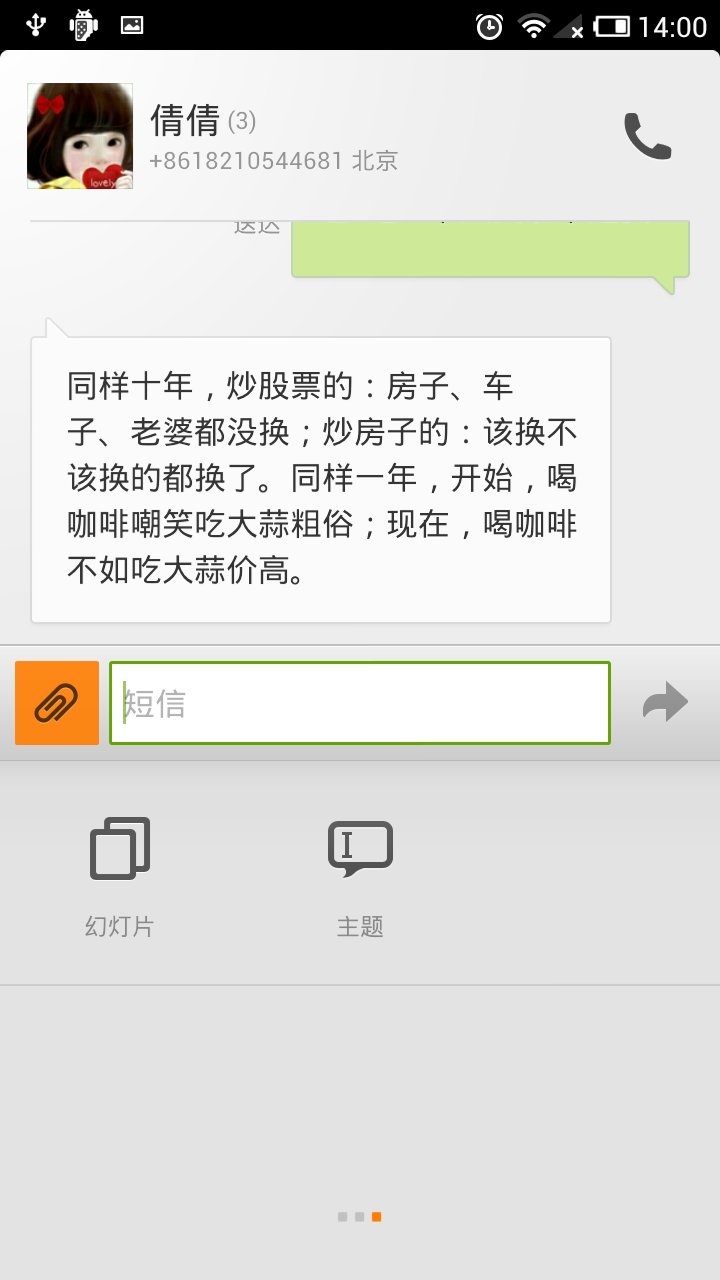 14:00
倩倩 (3)
+8618210544681 北京
lovely
送达
同样十年，炒股票的：房子、车
子、老婆都没换；炒房子的：该换不
该换的都换了。同样一年，开始，喝
咖啡嘲笑吃大蒜粗俗；现在，喝咖啡
不如吃大蒜价高。
短信
幻灯片
主题